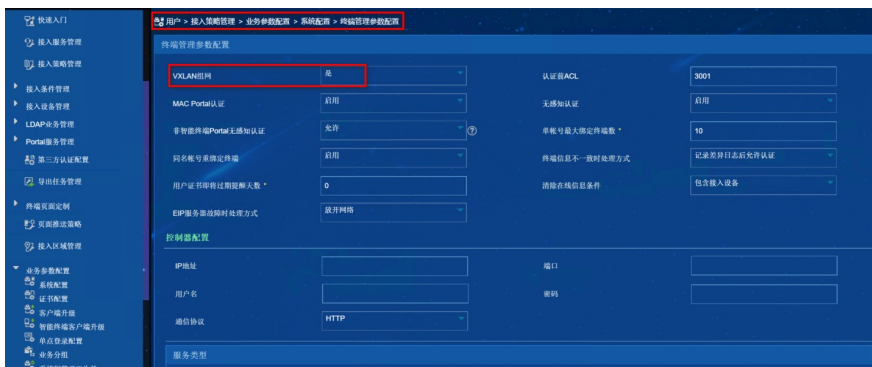 快速入门
接入服务管理
接入策略管理
接入条件管理
接入设备管理
LDAP业务管理
Portal服务管理
第三方认证配置
导出任务管理
终端页面定制
页面推送策略
接入区域管理
业务参数配置
系统配置
证书配置
客户端升级
智能终端客户端升级
单点登录配置
业务分组
用户 > 接入策略管理 > 业务参数配置 > 系统配置 > 终端管理参数配置
终端管理参数配置
VXLAN组网 是 认证前ACL 3001
MAC Portal认证 启用 无感知认证 启用
非智能终端Portal无感知认证 允许 单帐号最大绑定终端数 * 10
同名帐号重绑定终端 启用 终端信息不一致时处理方式 记录差异日志后允许认证
用户证书即将过期提醒天数 * 0 清除在线信息条件 包含接入设备
EIP服务器故障时处理方式 放开网络
控制器配置
IP地址 端口
用户名 密码
通信协议 HTTP
服务类型